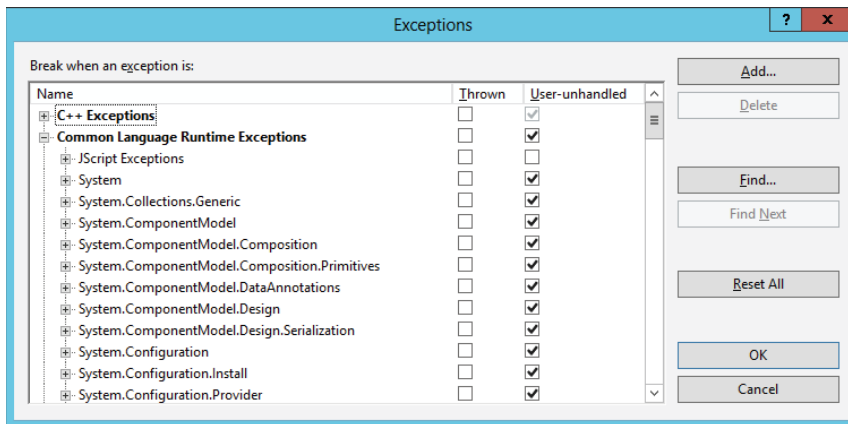 Exceptions
? x
Break when an exception is:
Name Thrown User-unhandled
C++ Exceptions
Common Language Runtime Exceptions
JScript Exceptions
System
System.Collections.Generic
System.ComponentModel
System.ComponentModel.Composition
System.ComponentModel.Composition.Primitives
System.ComponentModel.DataAnnotations
System.ComponentModel.Design
System.ComponentModel.Design.Serialization
System.Configuration
System.Configuration.Install
System.Configuration.Provider
Add...
Delete
Find...
Find Next
Reset All
OK
Cancel